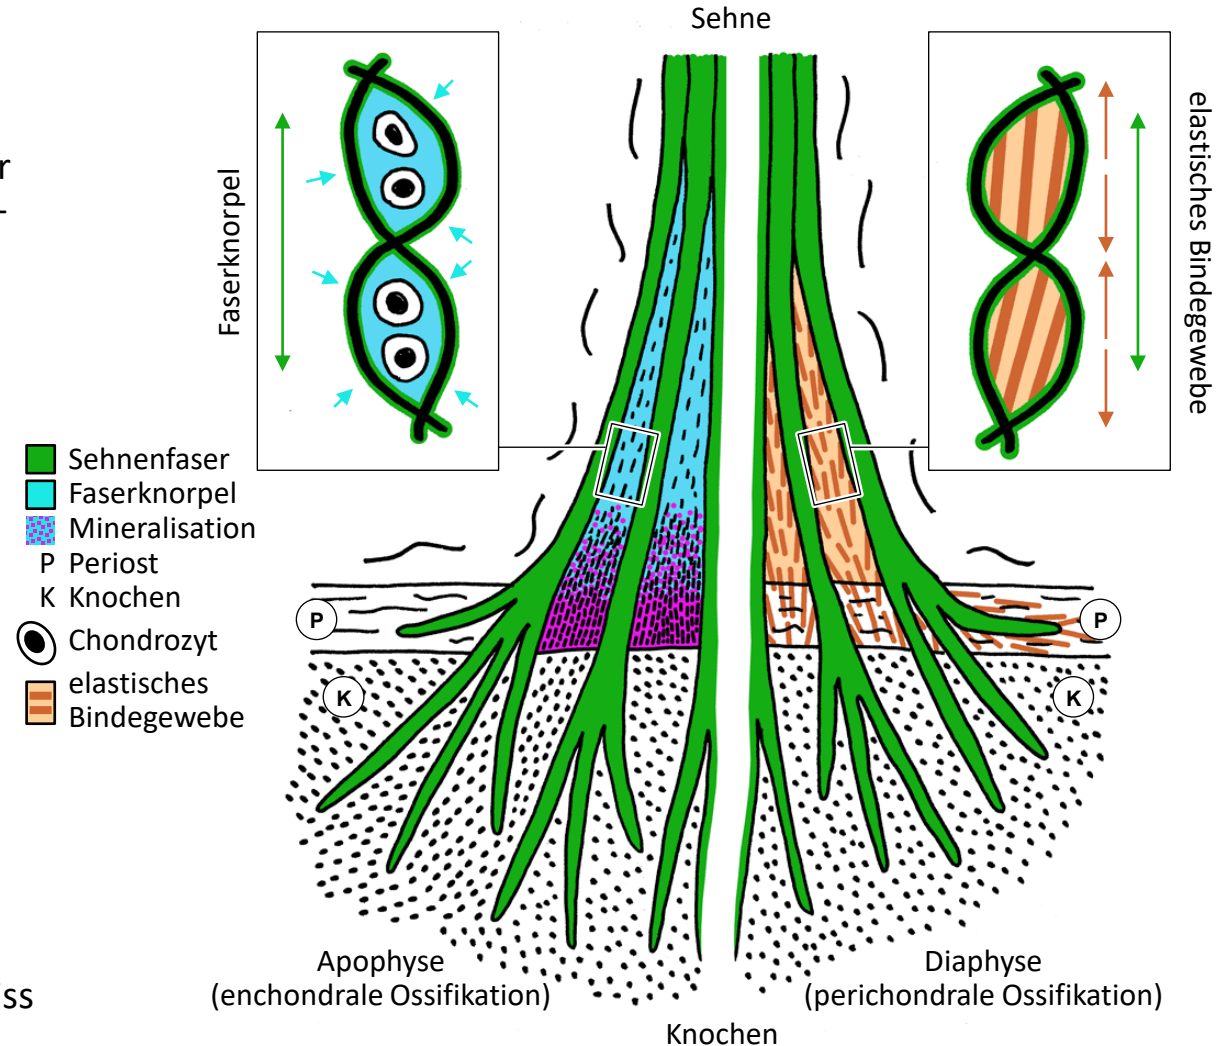 Sehne
r
-
Faserknorpel
elastisches Bindegewebe
Sehnenfaser
Faserknorpel
Mineralisation
P Periost
K Knochen
Chondrozyt
elastisches
Bindegewebe
P
P
K
K
Apophyse
(enchondrale Ossifikation)
Diaphyse
(perichondrale Ossifikation)
ss
Knochen